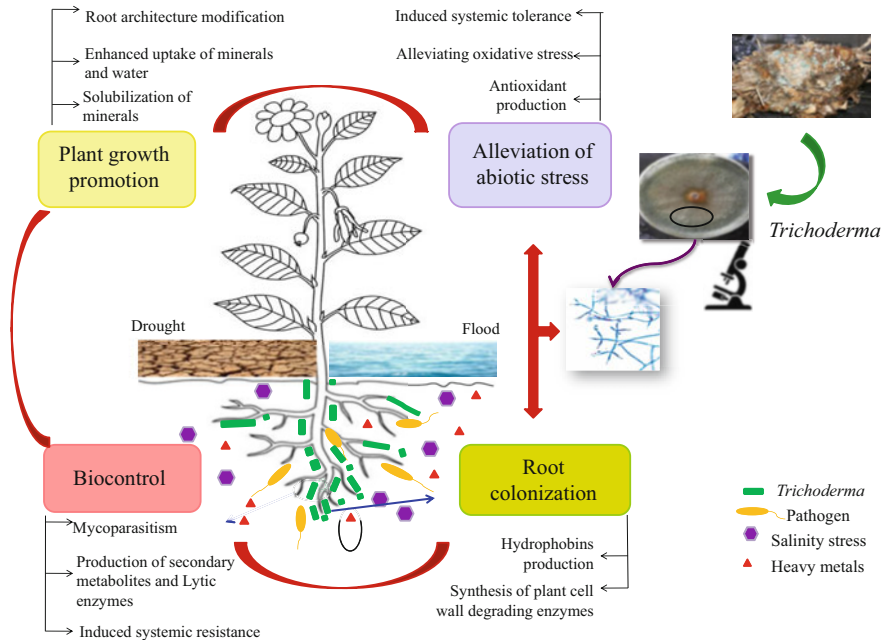 Root architecture modification
Enhanced uptake of minerals
and water
Solubilization of
minerals
Plant growth
promotion
Induced systemic tolerance
Alleviating oxidative stress
Antioxidant
production
Alleviation of
abiotic stress
Trichoderma
Drought
Flood
Biocontrol
Mycoparasitism
Production of secondary
metabolites and Lytic
enzymes
Induced systemic resistance
Root
colonization
Hydrophobins
production
Synthesis of plant cell
wall degrading enzymes
Trichoderma
Pathogen
Salinity stress
Heavy metals